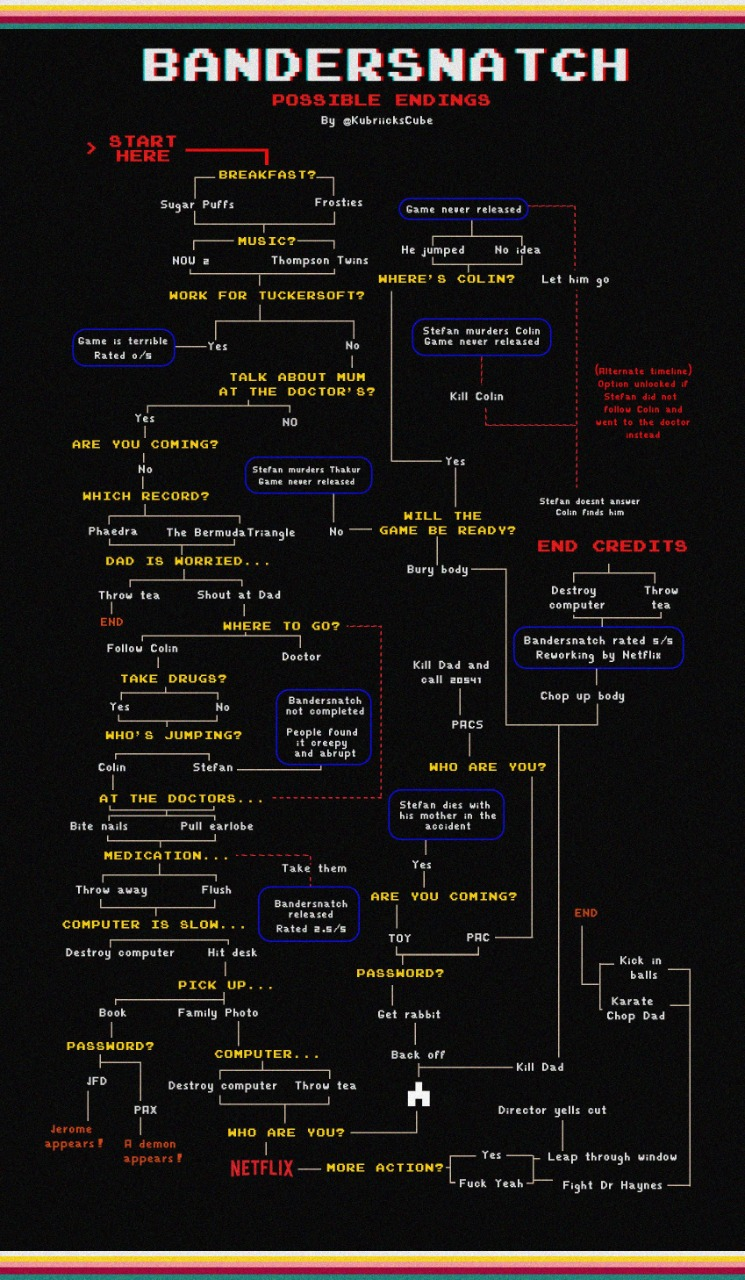 BANDERSNATCH
POSSIBLE ENDINGS
By @KubriicksCube
> START
HERE
BREAKFAST?
Sugar Puffs
Frosties
MUSIC?
NOW 2
Thompson Twins
WORK FOR TUCKERSOFT?
Game is terrible
Rated 0/5
Yes
No
TALK ABOUT MUM
AT THE DOCTOR'S?
Yes
NO
ARE YOU COMING?
No
WHICH RECORD?
Phaedra
The BermudaTriangle
DAD IS WORRIED...
Throw tea
Shout at Dad
END
WHERE TO GO?
Follow Colin
Doctor
TAKE DRUGS?
Yes
No
WHO'S JUMPING?
Colin
Stefan
Bandersnatch
not completed
People found
it creepy
and abrupt
AT THE DOCTORS...
Bite nails
Pull earlobe
MEDICATION...
Take them
Throw away
Flush
Bandersnatch
released
Rated 2.5/5
COMPUTER IS SLOW...
Destroy computer
Hit desk
PICK UP...
Book
Family Photo
PASSWORD?
JFD
PAX
Jerome
appears!
A demon
appears!
COMPUTER...
Destroy computer
Throw tea
WHO ARE YOU?
NETFLIX
MORE ACTION?
Yes
Fuck Yeah
Director yells cut
Leap through window
Fight Dr Haynes
END
Kick in
balls
Karate
Chop Dad
Game never released
He jumped
No idea
WHERE'S COLIN?
Let him go
Stefan murders Colin
Game never released
Kill Colin
(Alternate timeline)
Option unlocked if
Stefan did not
follow Colin and
went to the doctor
instead
Yes
Stefan murders Thakur
Game never released
No
WILL THE
GAME BE READY?
Stefan doesnt answer
Colin finds him
Bury body
END CREDITS
Destroy
computer
Throw
tea
Bandersnatch rated 5/5
Reworking by Netflix
Chop up body
Kill Dad and
call 20541
PACS
WHO ARE YOU?
Stefan dies with
his mother in the
accident
Yes
ARE YOU COMING?
TOY
PAC
PASSWORD?
Get rabbit
Back off
Kill Dad